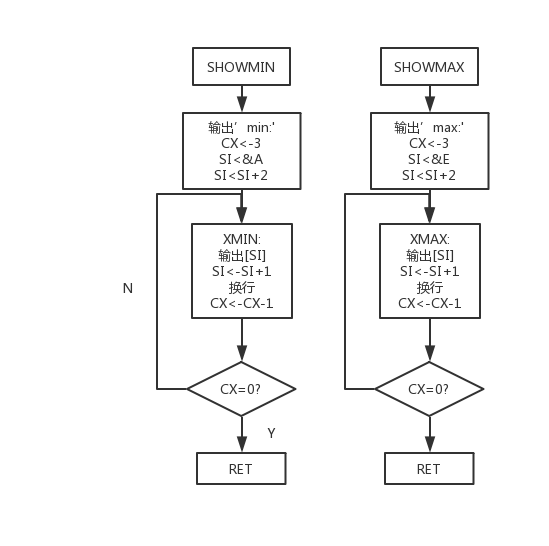 SHOWMIN
输出’min:'
CX<-3
SI<&A
SI<SI+2
XMIN:
输出[SI]
SI<-SI+1
换行
CX<-CX-1
N
CX=0?
Y
RET
SHOWMAX
输出’max:'
CX<-3
SI<&E
SI<SI+2
XMAX:
输出[SI]
SI<-SI+1
换行
CX<-CX-1
CX=0?
RET